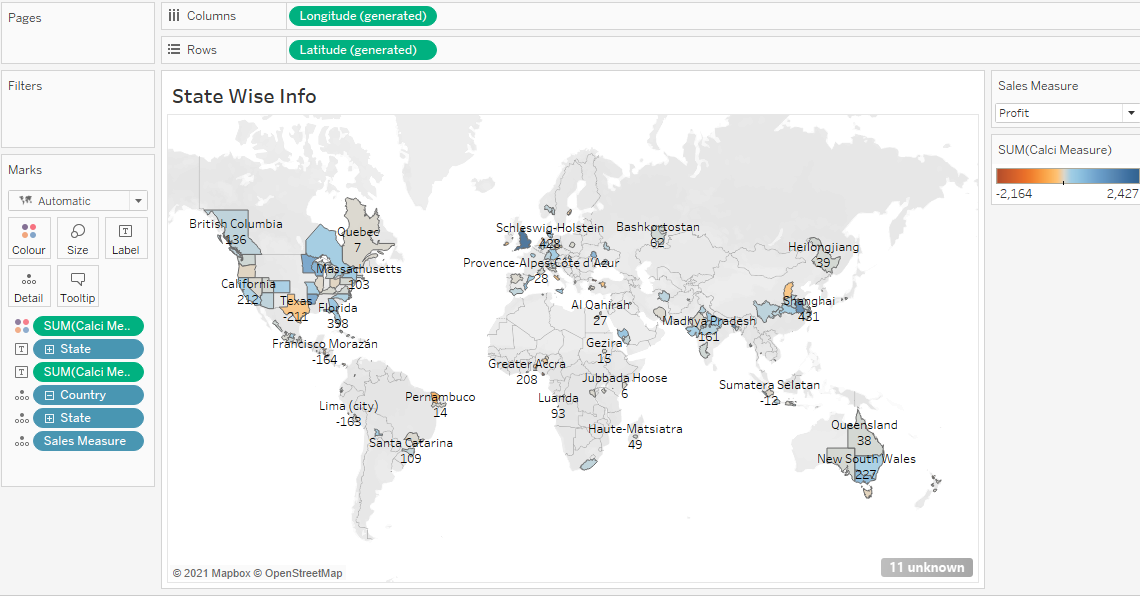 Pages
Columns
Longitude (generated)
Rows
Latitude (generated)
Filters
Marks
Automatic
Colour
Size
Label
Detail
Tooltip
SUM(Calci Me..
State
SUM(Calci Me..
Country
State
Sales Measure
State Wise Info
British Columbia
136
Quebec
7
Massachusetts
103
California
212
Texas
-211
Florida
398
Francisco Morazán
-164
Schleswig-Holstein
428
Bashkortostan
62
Provence-Alpes-Côte d'Azur
28
Heilongjiang
39
Al Qahirah
27
Shanghai
431
Madhya Pradesh
161
Gezira
15
Greater Accra
208
Jubbada Hoose
6
Sumatera Selatan
-12
Lima (city)
-163
Pernambuco
14
Luanda
93
Haute-Matsiatra
49
Santa Catarina
109
Queensland
38
New South Wales
227
© 2021 Mapbox © OpenStreetMap
11 unknown
Sales Measure
Profit
SUM(Calci Measure)
-2,164
2,427